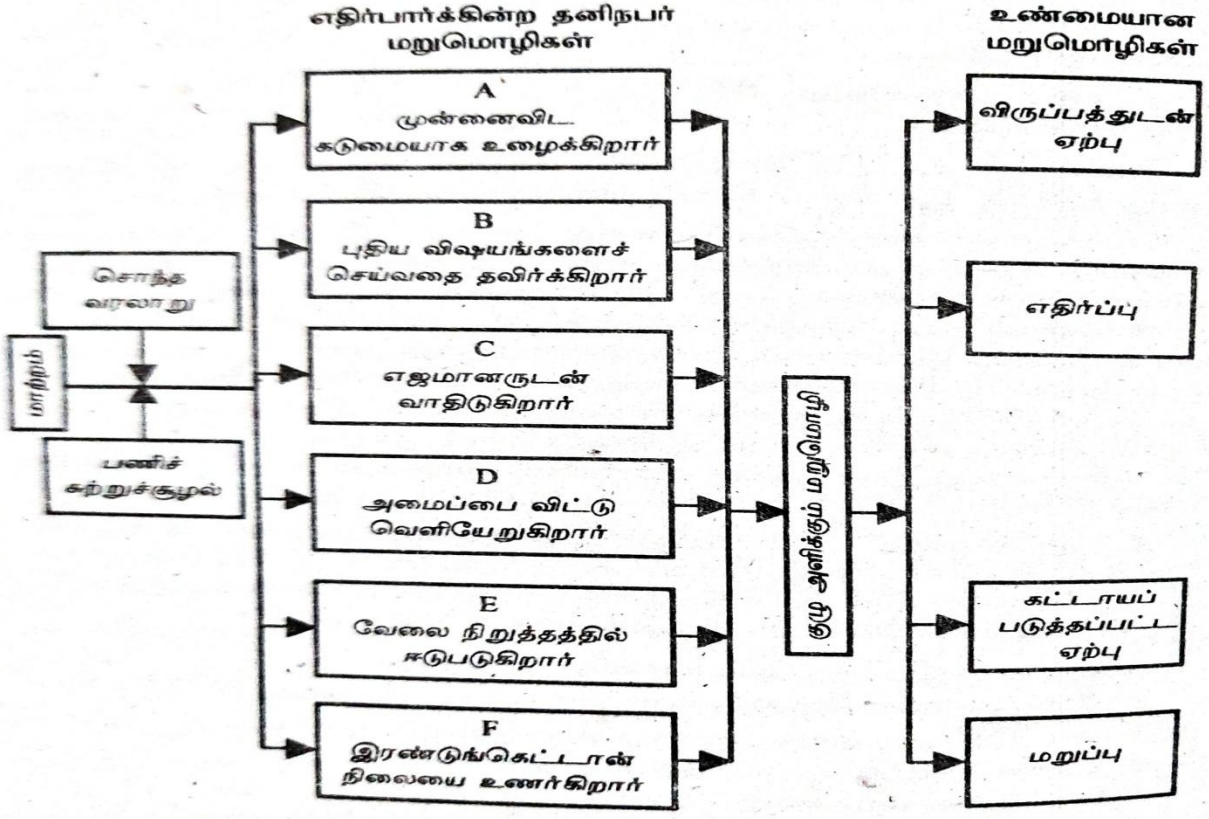 எதிர்பார்க்கின்ற தனிநபர்
மறுமொழிகள்
உண்மையான
மறுமொழிகள்
மாற்றம்
சொந்த
வரலாறு
பணிச்
சுற்றுச்சூழல்
A
முன்னைவிட
கடுமையாக உழைக்கிறார்
B
புதிய விஷயங்களைச்
செய்வதை தவிர்க்கிறார்
C
எஜமானருடன்
வாதிடுகிறார்
D
அமைப்பை விட்டு
வெளியேறுகிறார்
E
வேலை நிறுத்தத்தில்
ஈடுபடுகிறார்
F
இரண்டுங்கெட்டான்
நிலையை உணர்கிறார்
குழு அளிக்கும் மறுமொழி
விருப்பத்துடன்
ஏற்பு
எதிர்ப்பு
கட்டாயப்
படுத்தப்பட்ட
ஏற்பு
மறுப்பு